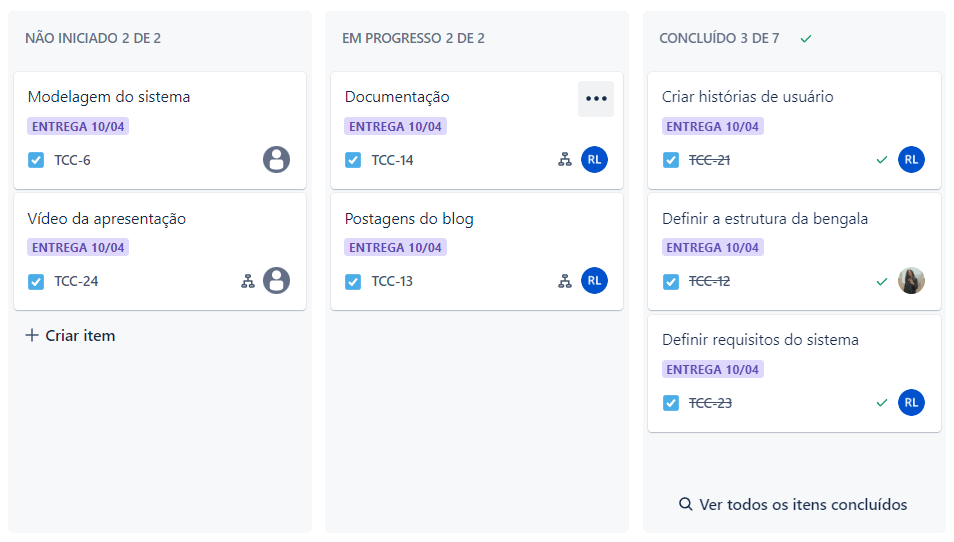 NÃO INICIADO 2 DE 2
Modelagem do sistema
ENTREGA 10/04
TCC-6
Vídeo da apresentação
ENTREGA 10/04
TCC-24
+ Criar item
EM PROGRESSO 2 DE 2
Documentação
ENTREGA 10/04
TCC-14
RL
Postagens do blog
ENTREGA 10/04
TCC-13
RL
CONCLUÍDO 3 DE 7
Criar histórias de usuário
ENTREGA 10/04
TCC-21
RL
Definir a estrutura da bengala
ENTREGA 10/04
TCC-12
Definir requisitos do sistema
ENTREGA 10/04
TCC-23
RL
Ver todos os itens concluídos